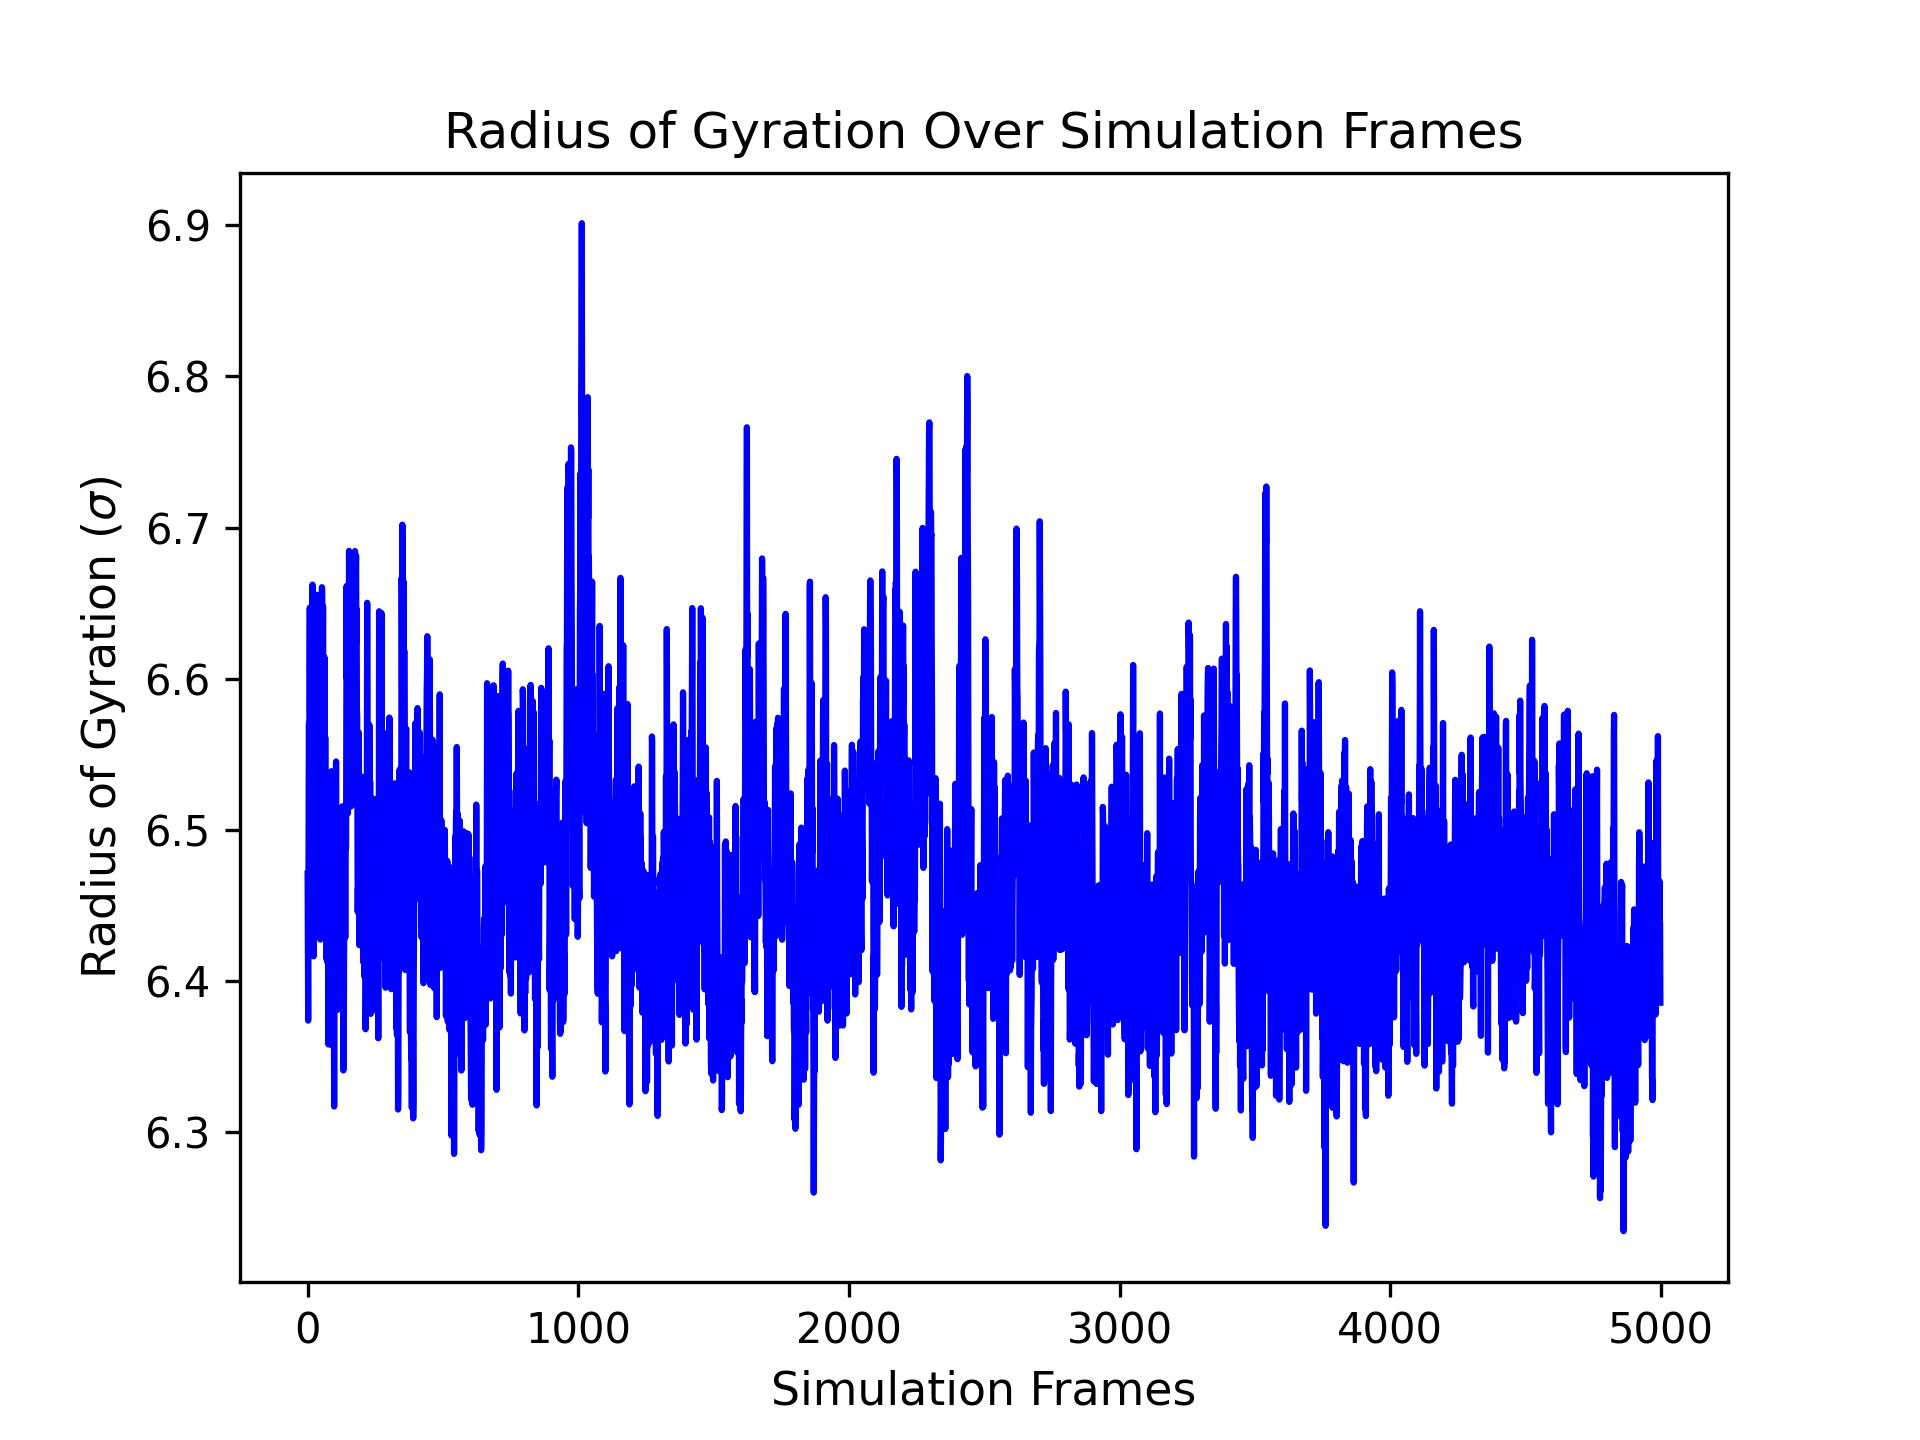 Radius of Gyration Over Simulation Frames
Radius of Gyration (σ)
6.9
6.8
6.7
6.6
6.5
6.4
6.3
0 1000 2000 3000 4000 5000
Simulation Frames